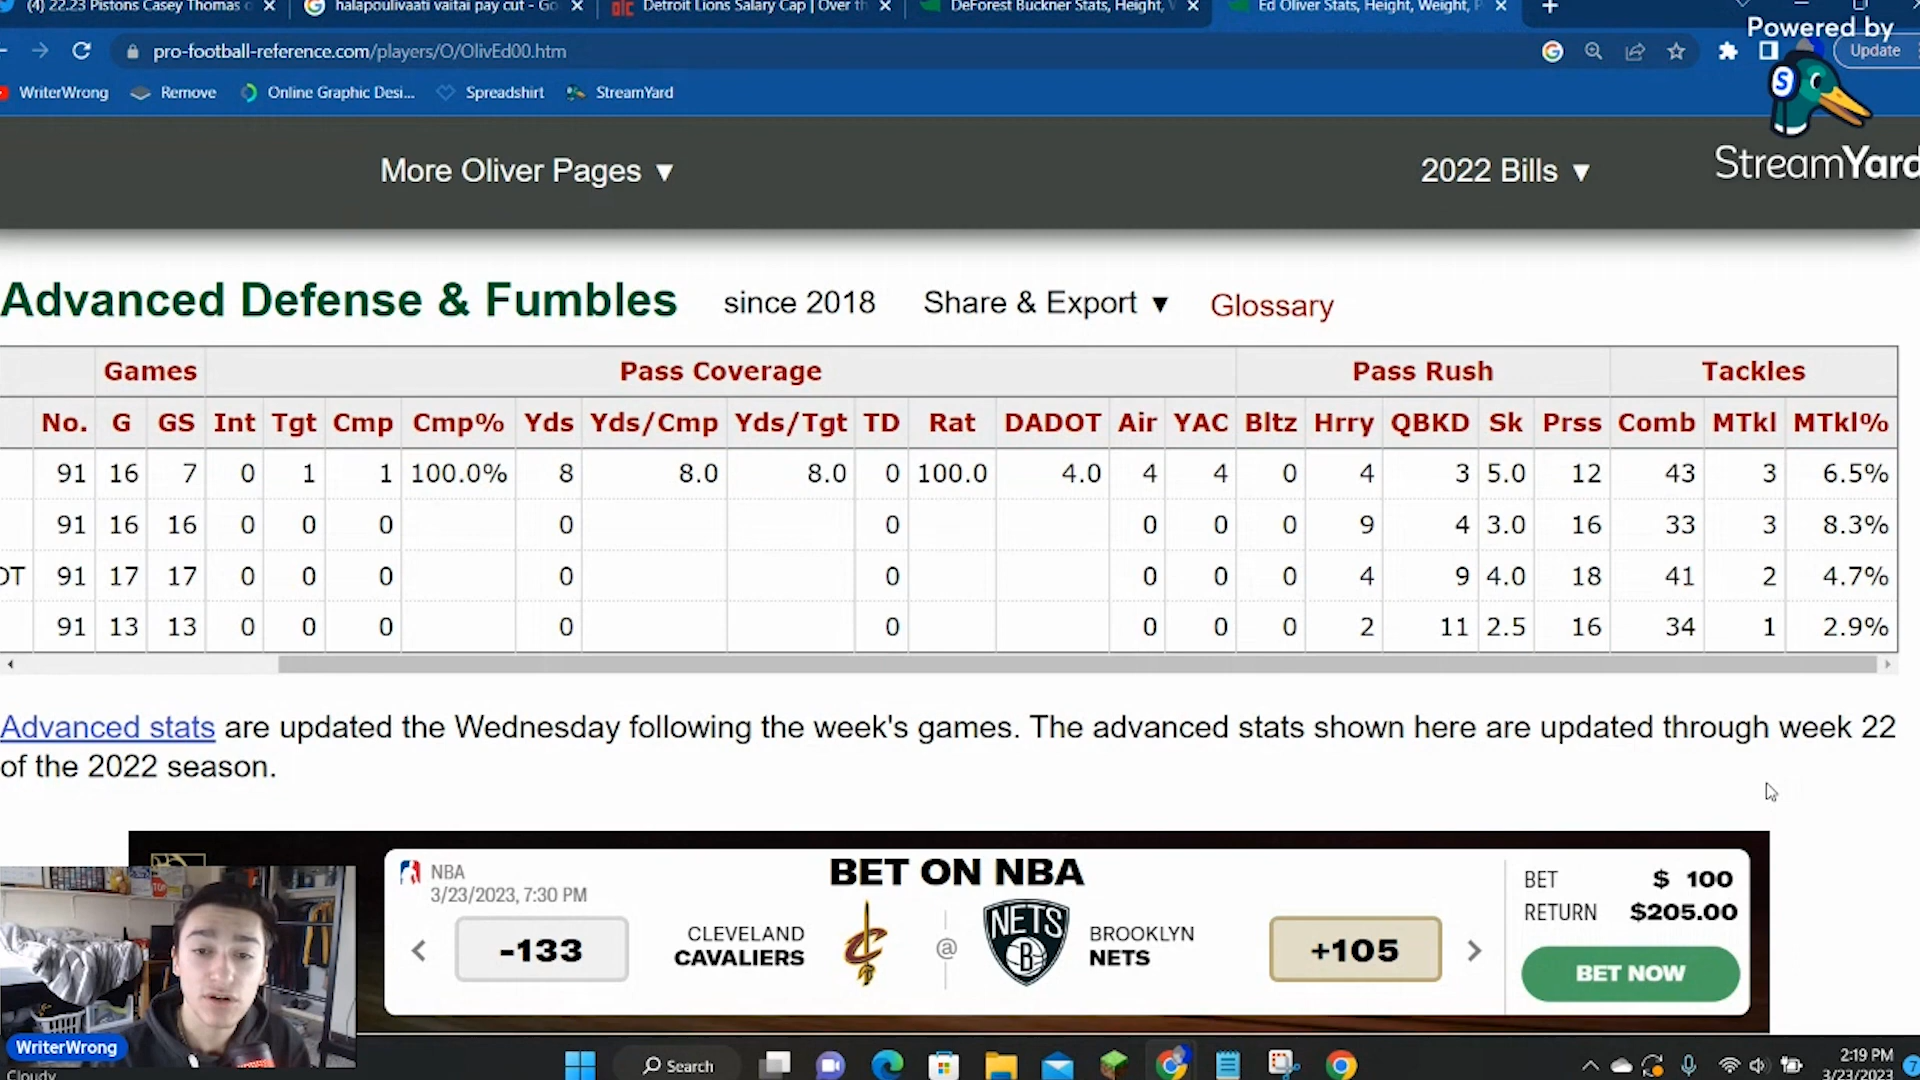 (4) 22.23 Pistons Casey Thomas
halapoulivaati vaitai pay cut - Go
Detroit Lions Salary Cap | Over th
DeForest Buckner Stats, Height,
Ed Oliver Stats, Height, Weight,
Powered by
pro-football-reference.com/players/O/OlivEd00.htm
Update
WriterWrong Remove Online Graphic Desi... Spreadshirt StreamYard
S
More Oliver Pages ▼
2022 Bills ▼
StreamYard
Advanced Defense & Fumbles since 2018 Share & Export ▼ Glossary
Games Pass Coverage Pass Rush Tackles
No. G GS Int Tgt Cmp Cmp% Yds Yds/Cmp Yds/Tgt TD Rat DADOT Air YAC Bltz Hrry QBKD Sk Prss Comb MTkl MTkl%
91 16 7 0 1 1 100.0% 8 8.0 8.0 0 100.0 4.0 4 4 0 4 3 5.0 12 43 3 6.5%
91 16 16 0 0 0 0 0 0 0 0 9 4 3.0 16 33 3 8.3%
DT 91 17 17 0 0 0 0 0 0 0 0 4 9 4.0 18 41 2 4.7%
91 13 13 0 0 0 0 0 0 0 0 2 11 2.5 16 34 1 2.9%
Advanced stats are updated the Wednesday following the week's games. The advanced stats shown here are updated through week 22
of the 2022 season.
NBA
3/23/2023, 7:30 PM
BET ON NBA
-133
CLEVELAND
CAVALIERS
@
NETS
B
BROOKLYN
NETS
+105
BET $ 100
RETURN $205.00
BET NOW
STOP
WriterWrong
Cloudy
Search
2:19 PM
3/23/2023
7